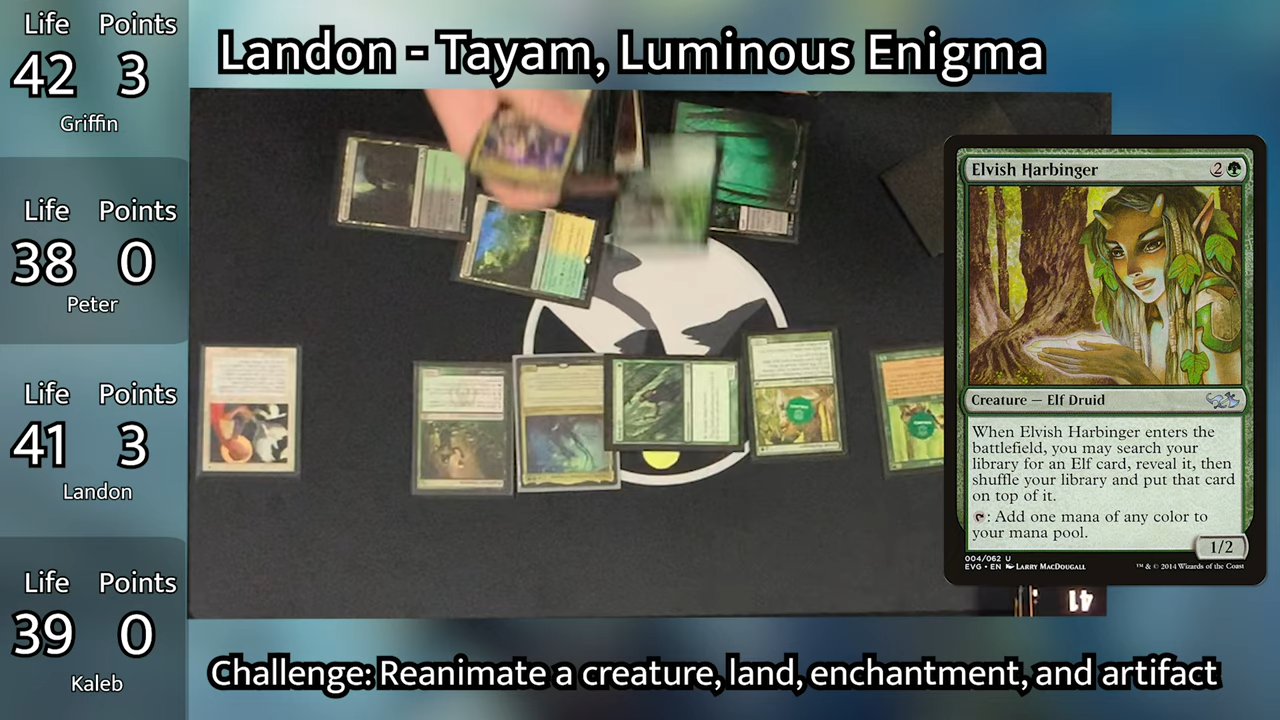 Life Points
42 3
Griffin
Life Points
38 0
Peter
Life Points
41 3
Landon
Life Points
39 0
Kaleb
Landon - Tayam, Luminous Enigma
Elvish Harbinger 2
Creature — Elf Druid
When Elvish Harbinger enters the
battlefield, you may search your
library for an Elf card, reveal it, then
shuffle your library and put that card
on top of it.
: Add one mana of any color to
your mana pool.
1/2
004/062 U
EVG • EN Larry MacDougall
™ & © 2014 Wizards of the Coast
41
Challenge: Reanimate a creature, land, enchantment, and artifact